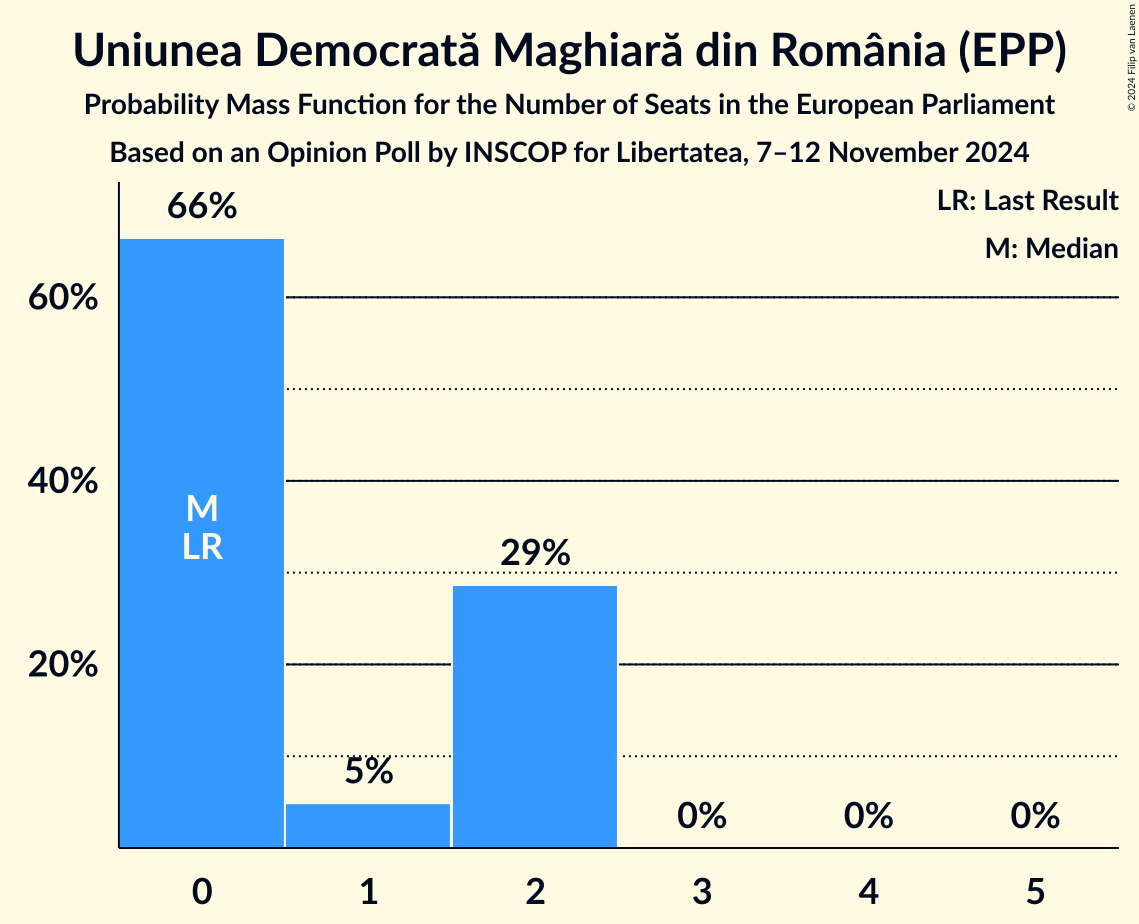 Uniunea Democrată Maghiară din România (EPP)
Probability Mass Function for the Number of Seats in the European Parliament
Based on an Opinion Poll by INSCOP for Libertatea, 7–12 November 2024
© 2024 Filip van Laenen
LR: Last Result
M: Median
66%
60%
40%
20%
M
LR
5%
29%
0%
0%
0%
0
1
2
3
4
5